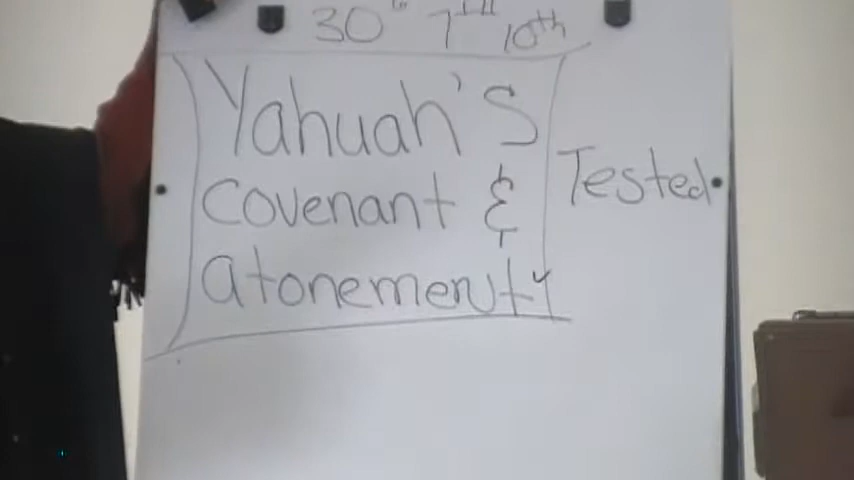 30th 7th 10th
Yahuah's
covenant &
atonement
Tested